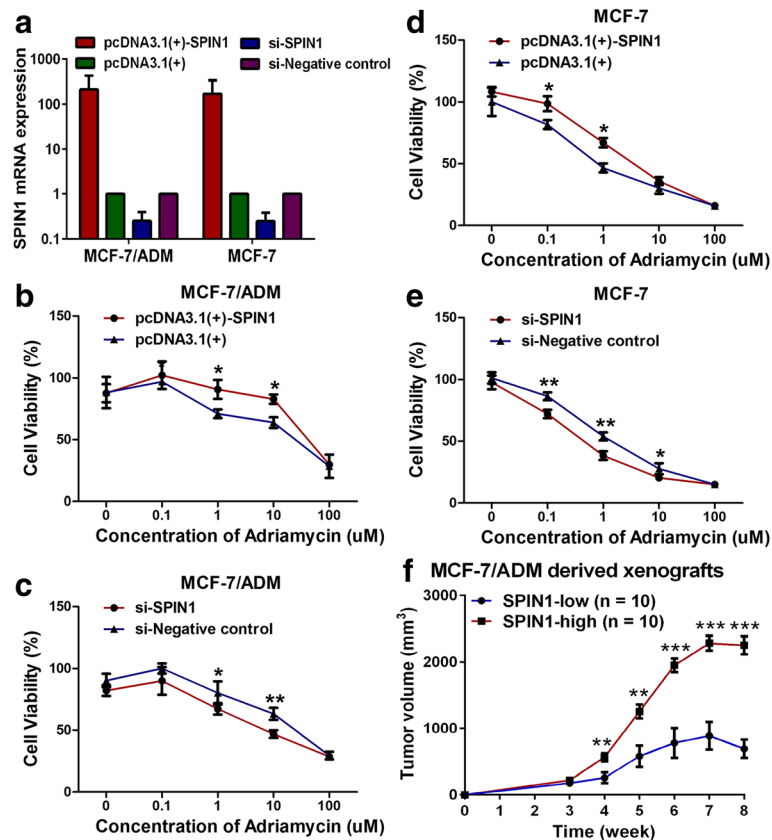 a
pcDNA3.1(+)-SPIN1
si-SPIN1
pcDNA3.1(+)
si-Negative control
SPIN1 mRNA expression
1000
100
10
1
0.1
MCF-7/ADM
MCF-7
b
MCF-7/ADM
pcDNA3.1(+)-SPIN1
pcDNA3.1(+)
Cell Viability (%)
150
100
50
0
* *
0 0.1 1 10 100
Concentration of Adriamycin (uM)
c
MCF-7/ADM
si-SPIN1
si-Negative control
Cell Viability (%)
150
100
50
0
* **
0 0.1 1 10 100
Concentration of Adriamycin (uM)
d
MCF-7
pcDNA3.1(+)-SPIN1
pcDNA3.1(+)
Cell Viability (%)
150
100
50
0
* *
0 0.1 1 10 100
Concentration of Adriamycin (uM)
e
MCF-7
si-SPIN1
si-Negative control
Cell Viability (%)
150
100
50
0
** ** *
0 0.1 1 10 100
Concentration of Adriamycin (uM)
f
MCF-7/ADM derived xenografts
SPIN1-low (n = 10)
SPIN1-high (n = 10)
Tumor volume (mm³)
3000
2000
1000
0
** ** *** *** ***
0 1 2 3 4 5 6 7 8
Time (week)